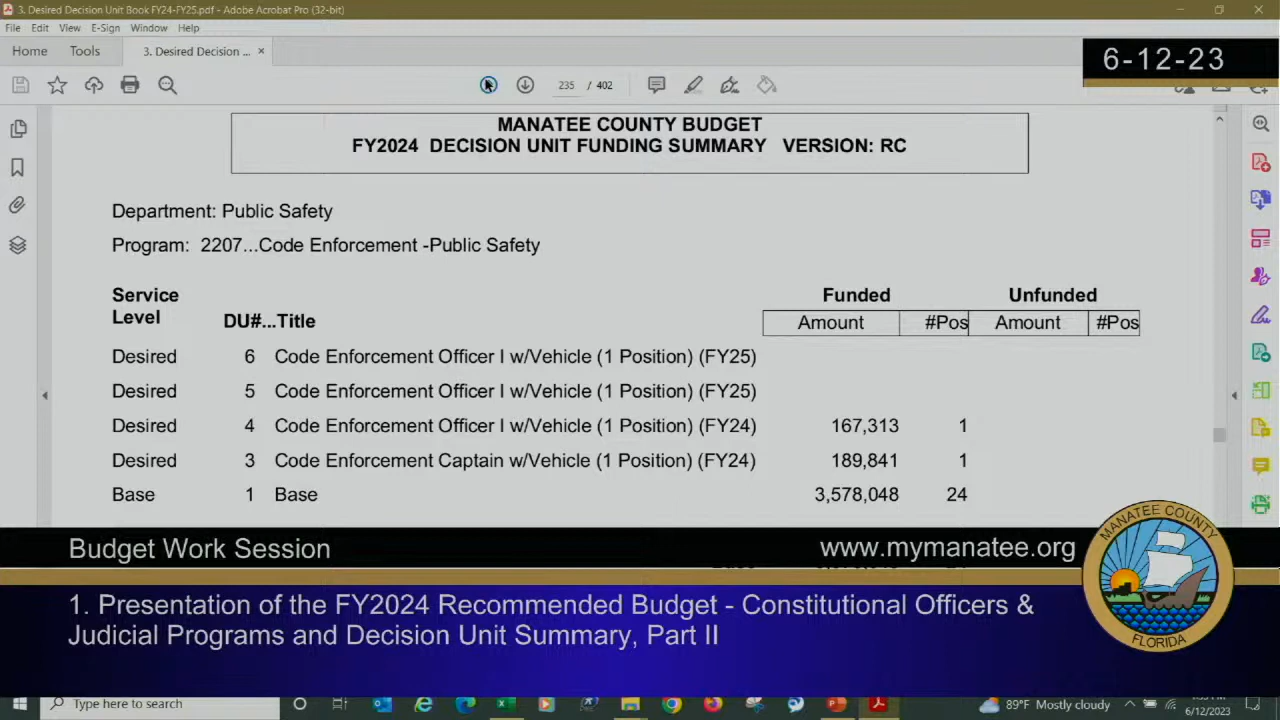 3. Desired Decision Unit Book FY24-FY25.pdf - Adobe Acrobat Pro (32-bit)
File Edit View E-Sign Window Help
Home Tools 3. Desired Decision ... ×
6-12-23
235 / 402
MANATEE COUNTY BUDGET
FY2024 DECISION UNIT FUNDING SUMMARY VERSION: RC
Department: Public Safety
Program: 2207...Code Enforcement -Public Safety
Service Level DU#...Title Funded Unfunded
Amount #Pos Amount #Pos
Desired 6 Code Enforcement Officer I w/Vehicle (1 Position) (FY25)
Desired 5 Code Enforcement Officer I w/Vehicle (1 Position) (FY25)
Desired 4 Code Enforcement Officer I w/Vehicle (1 Position) (FY24) 167,313 1
Desired 3 Code Enforcement Captain w/Vehicle (1 Position) (FY24) 189,841 1
Base 1 Base 3,578,048 24
Budget Work Session www.mymanatee.org
1. Presentation of the FY2024 Recommended Budget - Constitutional Officers &
Judicial Programs and Decision Unit Summary, Part II
MANATEE COUNTY
FLORIDA
Type here to search
89°F Mostly cloudy
6/12/2023